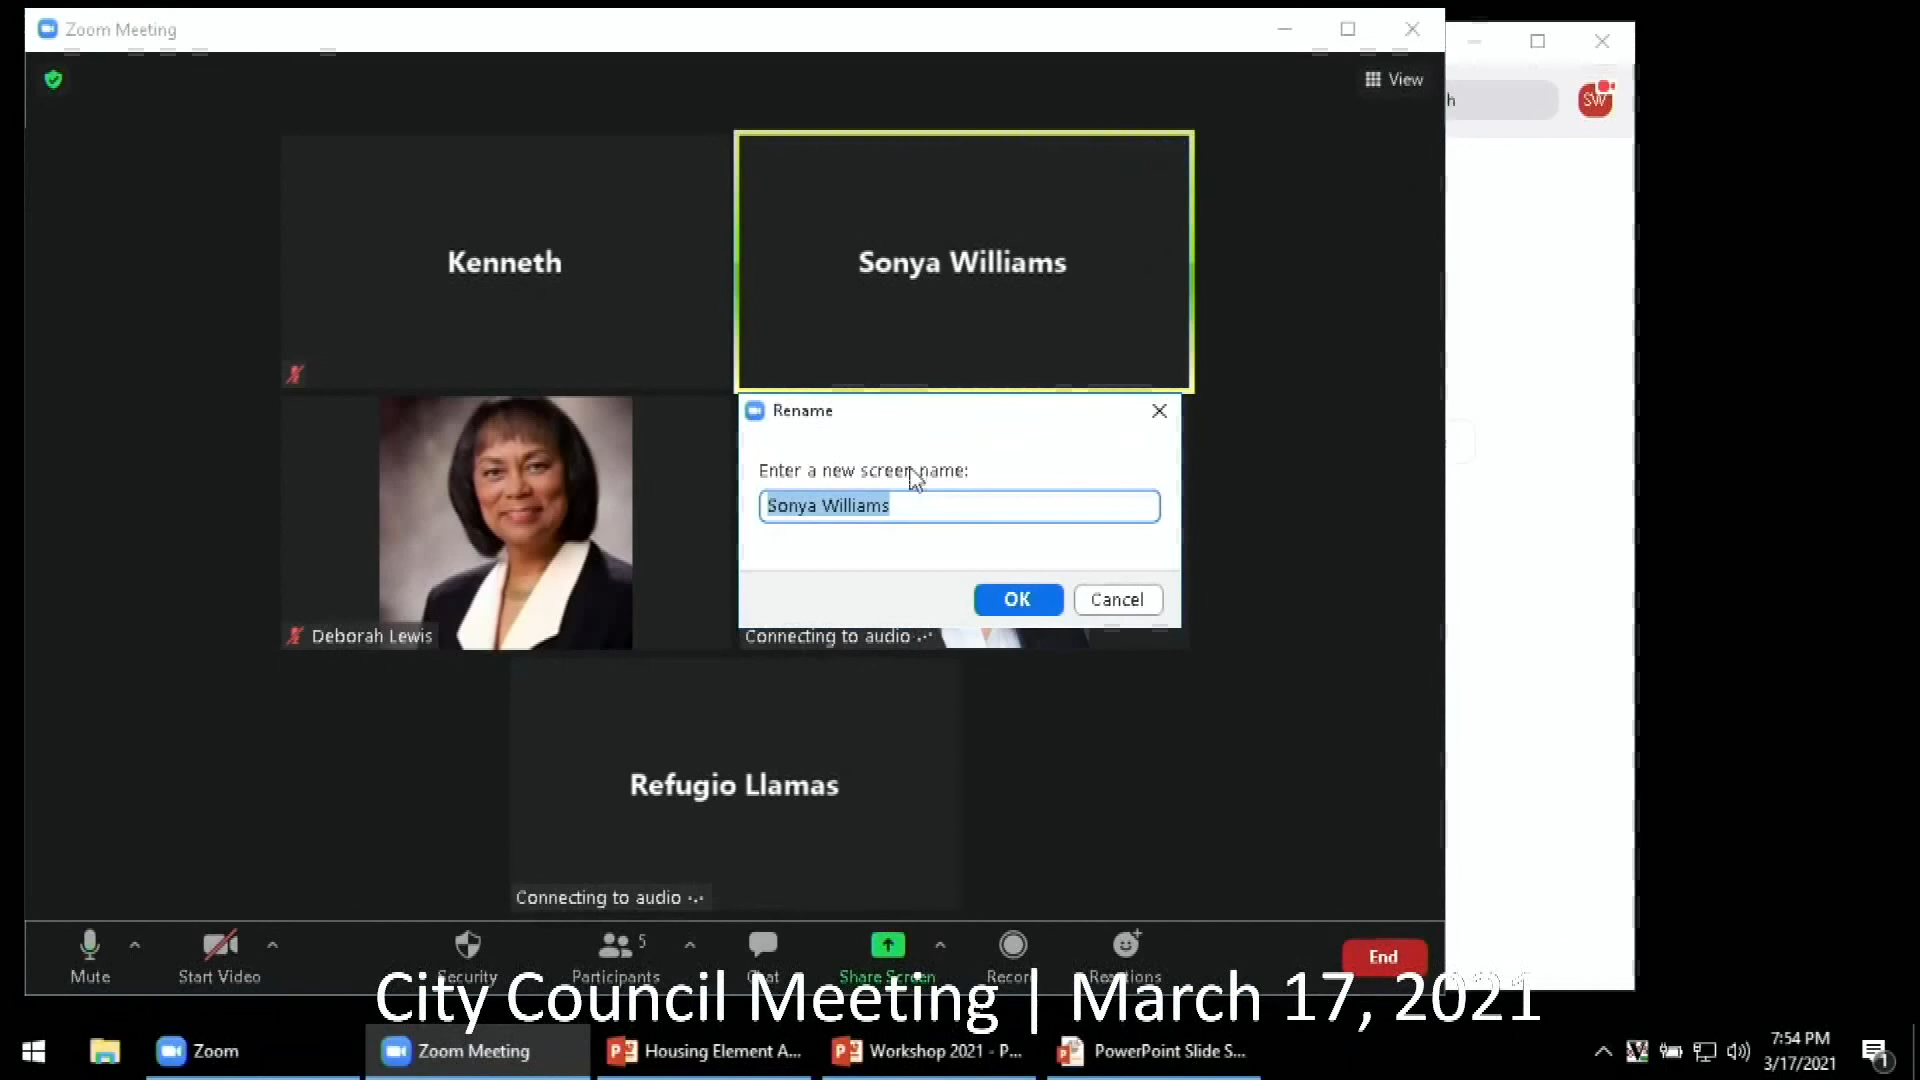 Zoom Meeting
View
h
SW
Kenneth
Sonya Williams
Rename
Enter a new screen name:
Sonya Williams
OK
Cancel
Deborah Lewis
Connecting to audio ...
Refugio Llamas
Connecting to audio ...
5
Mute
Start Video
Security
Participants
Chat
Share Screen
Record
Reactions
End
City Council Meeting | March 17, 2021
Zoom
Zoom Meeting
Housing Element A...
Workshop 2021 - P...
PowerPoint Slide S...
7:54 PM
3/17/2021
1